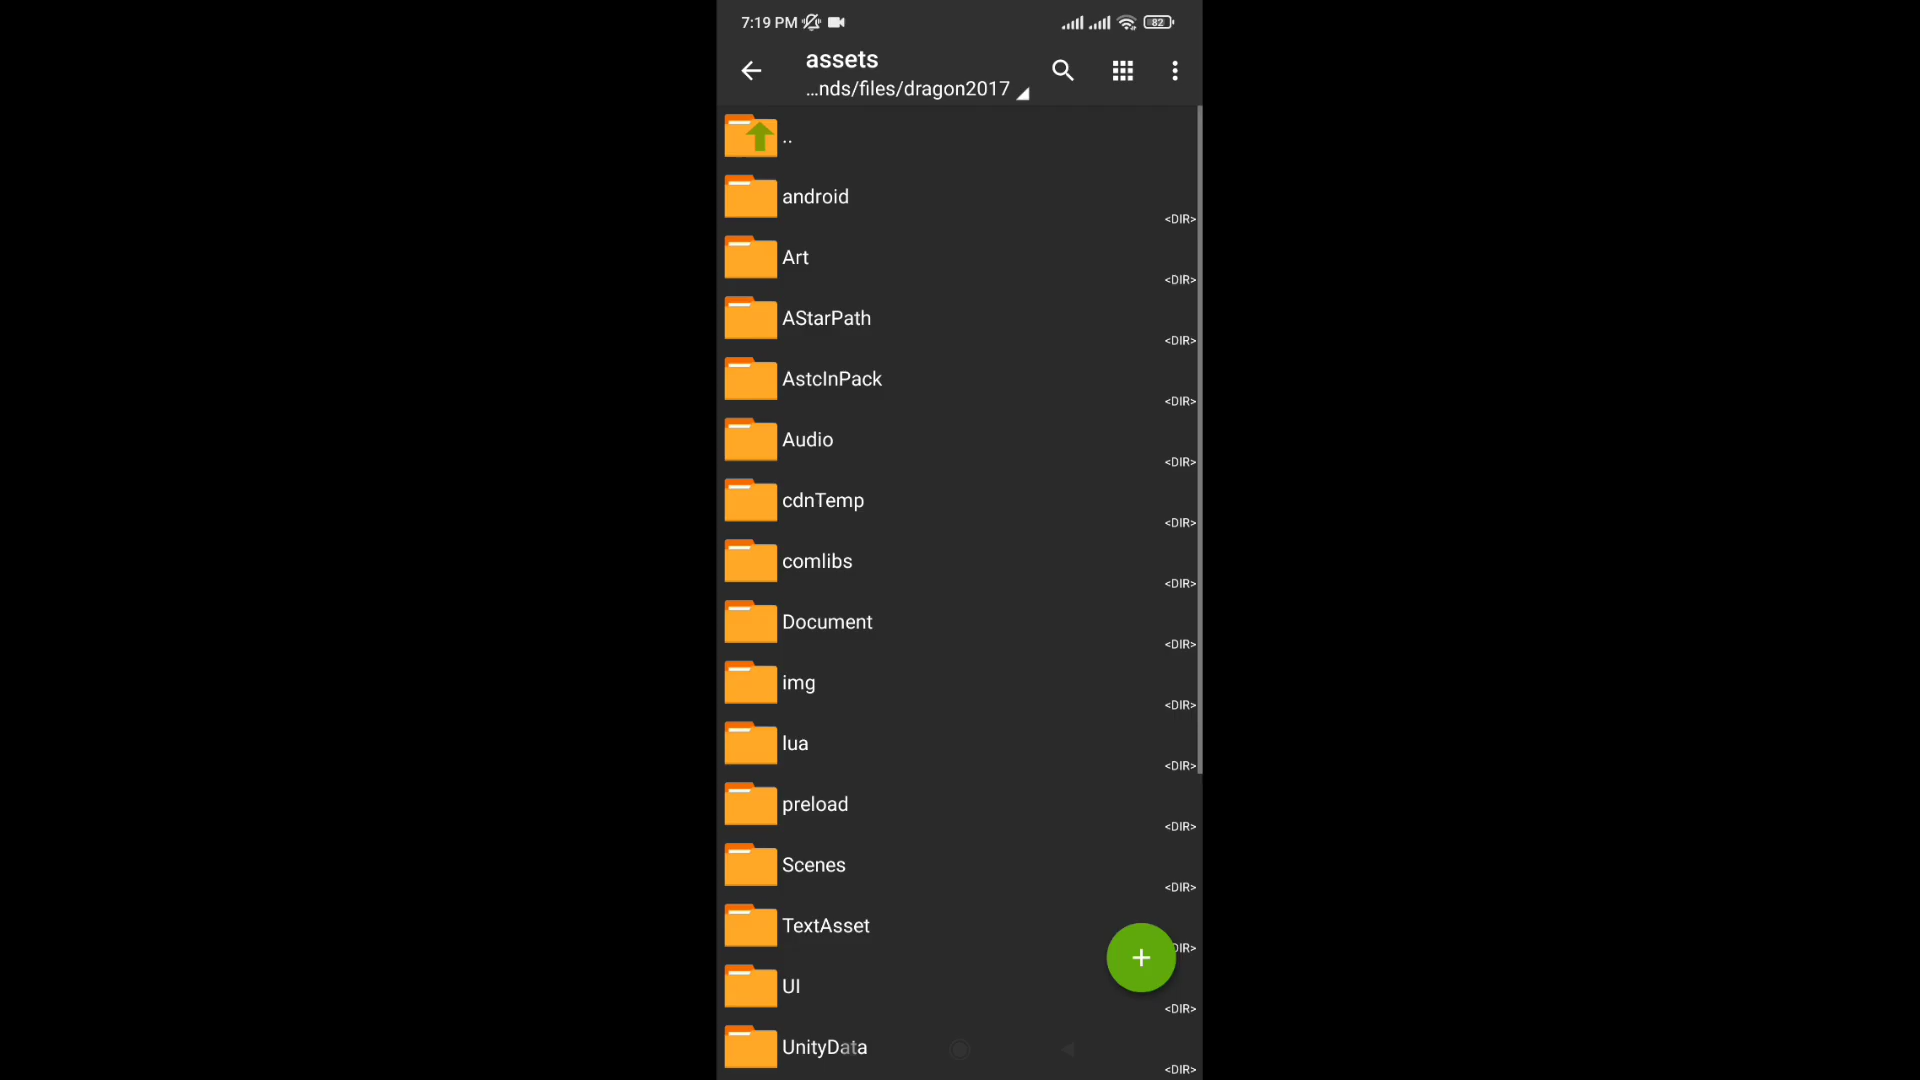 7:19 PM
82
assets
...nds/files/dragon2017
..
android
<DIR>
Art
<DIR>
AStarPath
<DIR>
AstcInPack
<DIR>
Audio
<DIR>
cdnTemp
<DIR>
comlibs
<DIR>
Document
<DIR>
img
<DIR>
lua
<DIR>
preload
<DIR>
Scenes
<DIR>
TextAsset
DIR>
UI
<DIR>
UnityData
<DIR>